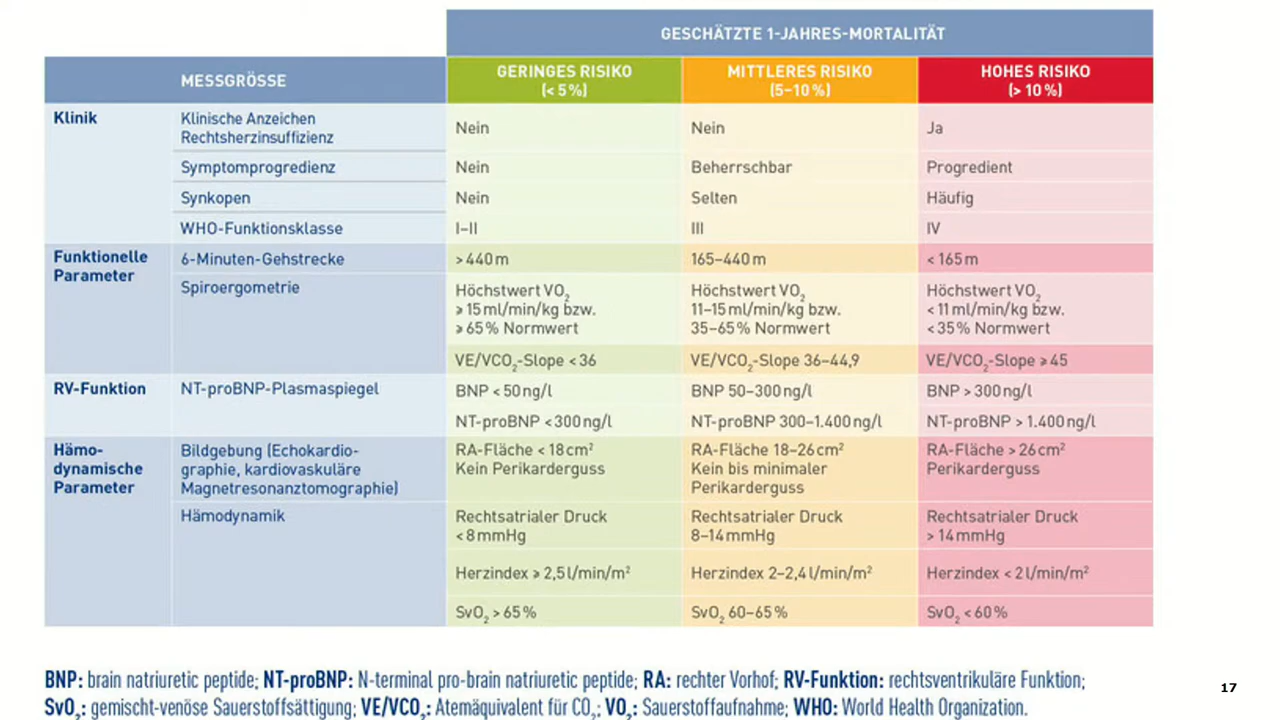 GESCHÄTZTE 1-JAHRES-MORTALITÄT
MESSGRÖSSE
GERINGES RISIKO
(< 5 %)
MITTLERES RISIKO
(5–10 %)
HOHES RISIKO
(> 10 %)
Klinik
Klinische Anzeichen
Rechtsherzinsuffizienz
Nein
Nein
Ja
Symptomprogredienz
Nein
Beherrschbar
Progredient
Synkopen
Nein
Selten
Häufig
WHO-Funktionsklasse
I–II
III
IV
Funktionelle
Parameter
6-Minuten-Gehstrecke
> 440 m
165–440 m
< 165 m
Spiroergometrie
Höchstwert VO₂
⩾ 15 ml/min/kg bzw.
⩾ 65 % Normwert
Höchstwert VO₂
11–15 ml/min/kg bzw.
35–65 % Normwert
Höchstwert VO₂
< 11 ml/min/kg bzw.
< 35 % Normwert
VE/VCO₂-Slope < 36
VE/VCO₂-Slope 36–44,9
VE/VCO₂-Slope ⩾ 45
RV-Funktion
NT-proBNP-Plasmaspiegel
BNP < 50 ng/l
BNP 50–300 ng/l
BNP > 300 ng/l
NT-proBNP < 300 ng/l
NT-proBNP 300–1.400 ng/l
NT-proBNP > 1.400 ng/l
Hämo-
dynamische
Parameter
Bildgebung (Echokardio-
graphie, kardiovaskuläre
Magnetresonanztomographie)
RA-Fläche < 18 cm²
Kein Perikarderguss
RA-Fläche 18–26 cm²
Kein bis minimaler
Perikarderguss
RA-Fläche > 26 cm²
Perikarderguss
Hämodynamik
Rechtsatrialer Druck
< 8 mmHg
Rechtsatrialer Druck
8–14 mmHg
Rechtsatrialer Druck
> 14 mmHg
Herzindex ⩾ 2,5 l/min/m²
Herzindex 2–2,4 l/min/m²
Herzindex < 2 l/min/m²
SvO₂ > 65 %
SvO₂ 60–65 %
SvO₂ < 60 %
BNP: brain natriuretic peptide; NT-proBNP: N-terminal pro-brain natriuretic peptide; RA: rechter Vorhof; RV-Funktion: rechtsventrikuläre Funktion;
SvO₂: gemischt-venöse Sauerstoffsättigung; VE/VCO₂: Atemäquivalent für CO₂; VO₂: Sauerstoffaufnahme; WHO: World Health Organization.
17